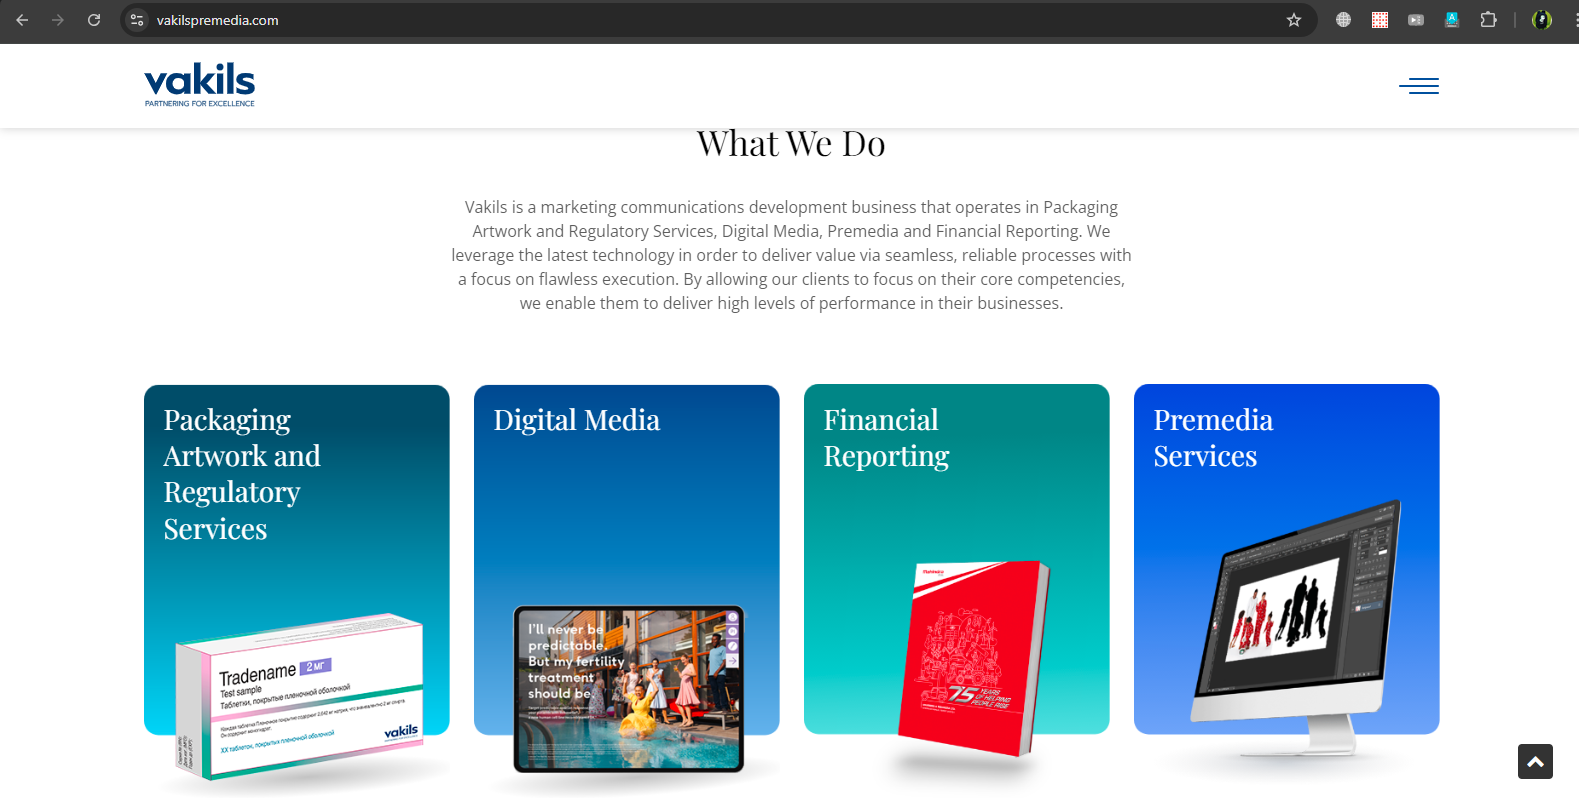 vakilspremedia.com
vakils
PARTNERING FOR EXCELLENCE
What We Do
Vakils is a marketing communications development business that operates in Packaging
Artwork and Regulatory Services, Digital Media, Premedia and Financial Reporting. We
leverage the latest technology in order to deliver value via seamless, reliable processes with
a focus on flawless execution. By allowing our clients to focus on their core competencies,
we enable them to deliver high levels of performance in their businesses.
Packaging
Artwork and
Regulatory
Services
Tradename 2 мг
Test sample
Таблетки, покрытые пленочной оболочкой
XX таблеток, покрытых пленочной оболочкой
vakils
Digital Media
I'll never be
predictable.
But my fertility
treatment
should be.
Financial
Reporting
75 YEARS
OF HELPING
PEOPLE RISE
Premedia
Services